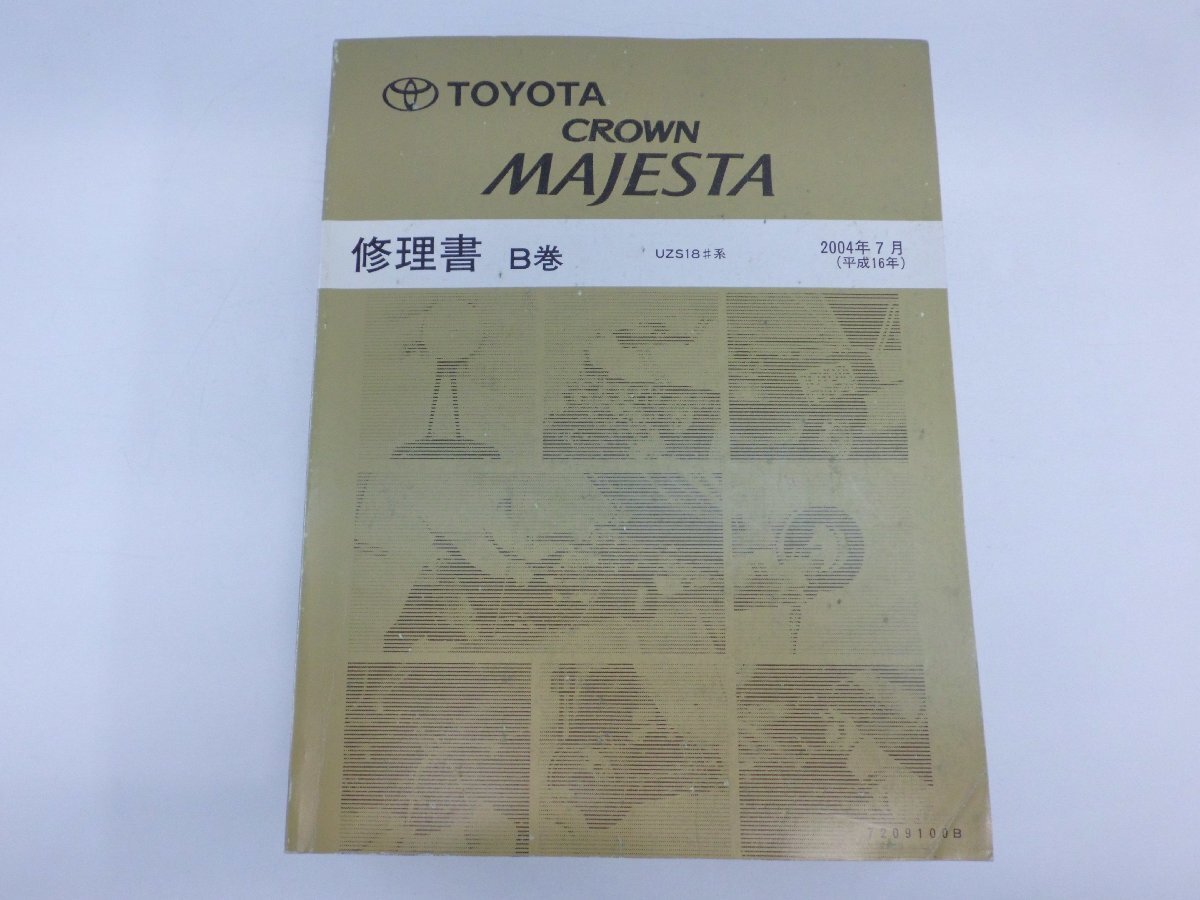 TOYOTA
CROWN
MAJESTA
修理書 B巻 UZS18♯系 2004年7月
(平成16年)
7209100B